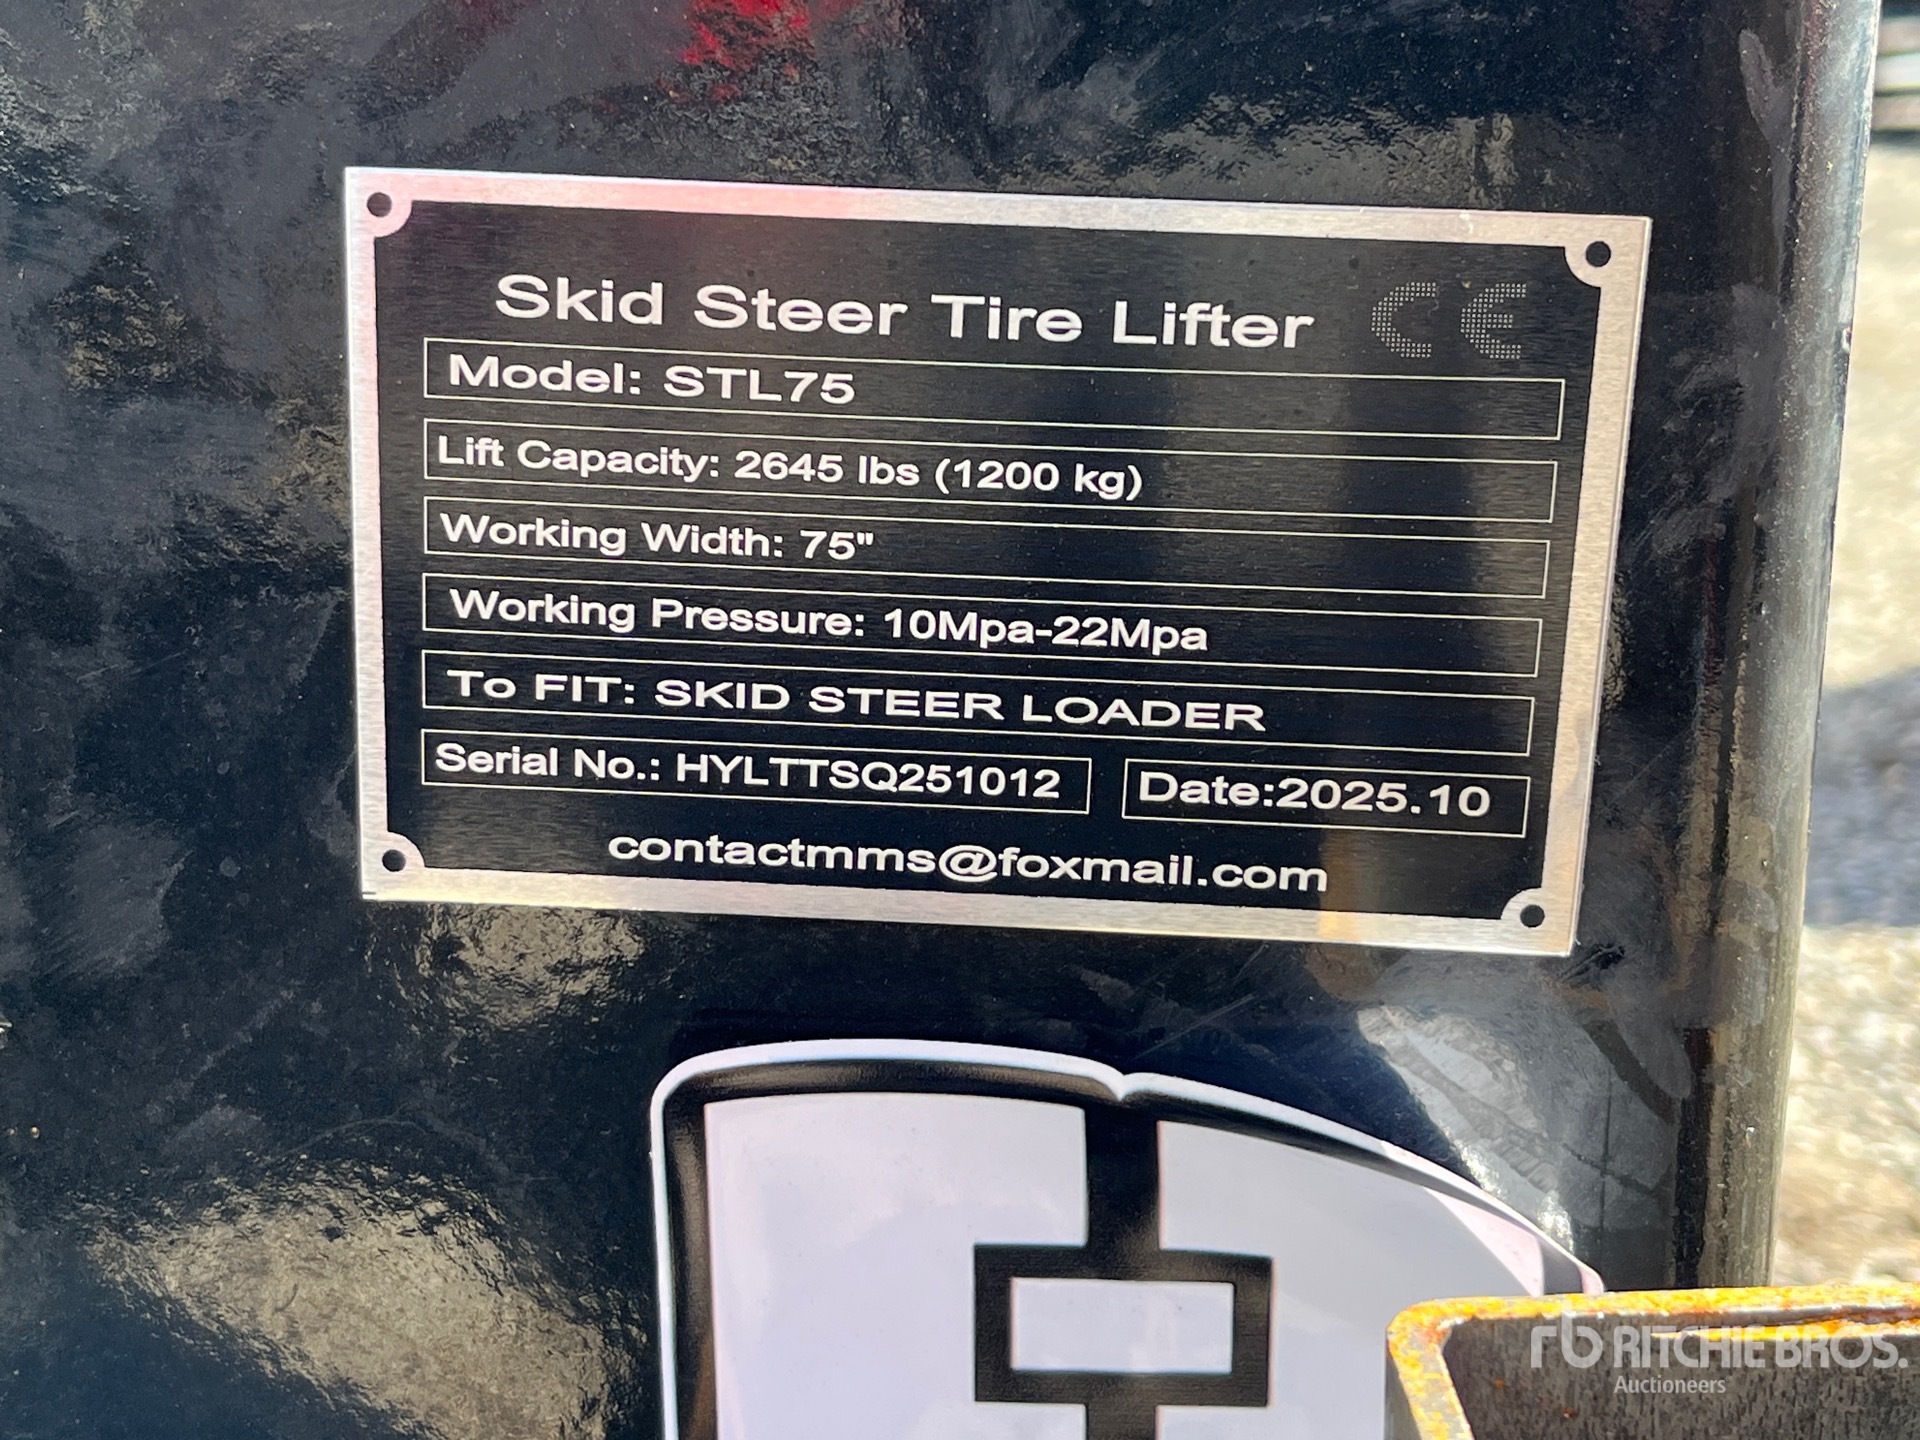 Skid Steer Tire Lifter CE
Model: STL75
Lift Capacity: 2645 lbs (1200 kg)
Working Width: 75"
Working Pressure: 10Mpa-22Mpa
To FIT: SKID STEER LOADER
Serial No.: HYLTTSQ251012 Date:2025.10
contactmms@foxmail.com
rb RITCHIE BROS.
Auctioneers